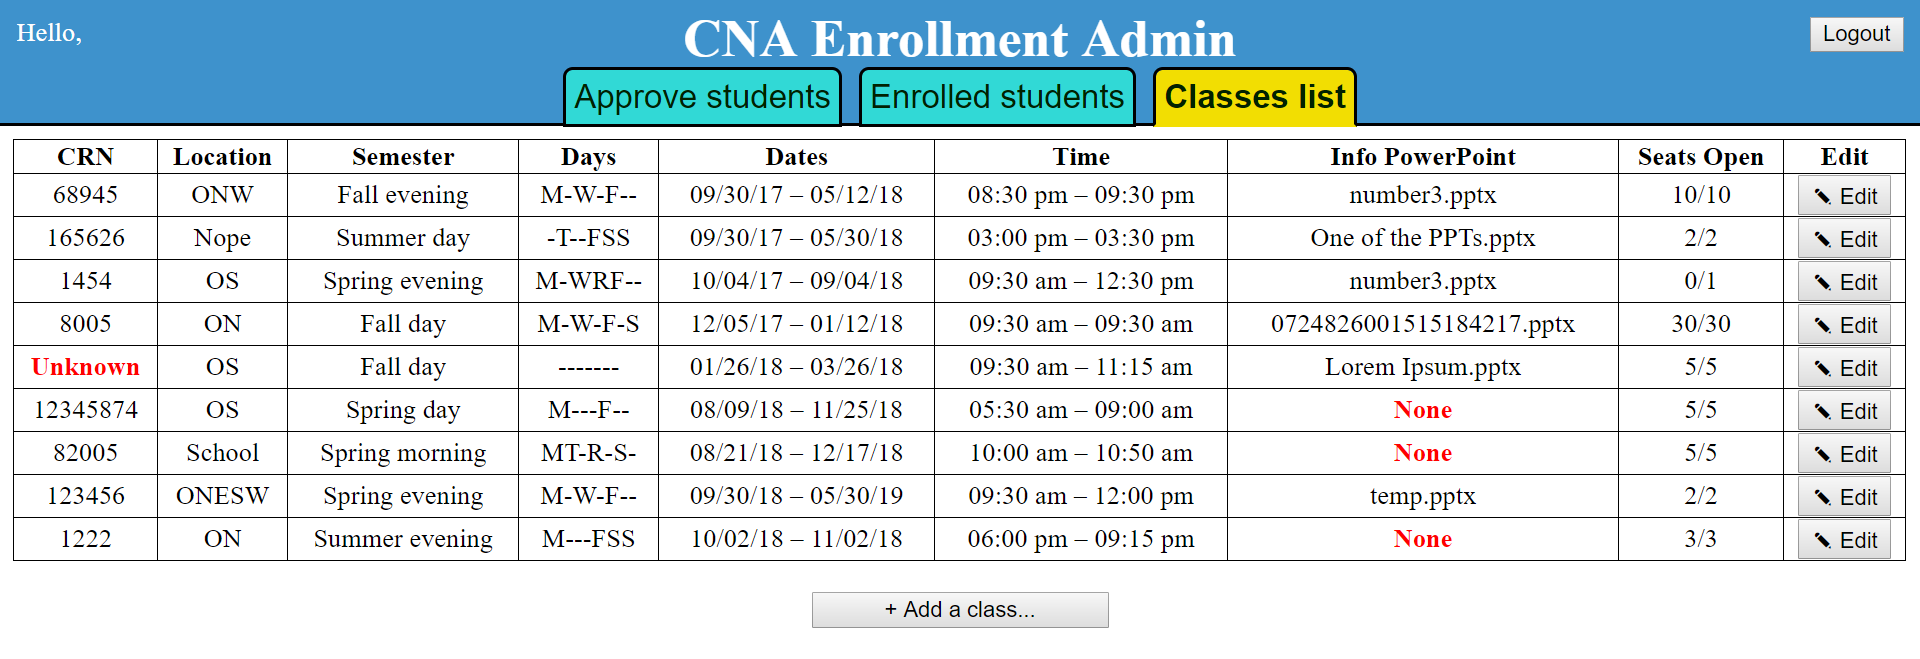 Hello,
CNA Enrollment Admin
Logout
Approve students Enrolled students Classes list
CRN Location Semester Days Dates Time Info PowerPoint Seats Open Edit
68945 ONW Fall evening M-W-F-- 09/30/17 – 05/12/18 08:30 pm – 09:30 pm number3.pptx 10/10 Edit
165626 Nope Summer day -T--FSS 09/30/17 – 05/30/18 03:00 pm – 03:30 pm One of the PPTs.pptx 2/2 Edit
1454 OS Spring evening M-WRF-- 10/04/17 – 09/04/18 09:30 am – 12:30 pm number3.pptx 0/1 Edit
8005 ON Fall day M-W-F-S 12/05/17 – 01/12/18 09:30 am – 09:30 am 0724826001515184217.pptx 30/30 Edit
Unknown OS Fall day ------- 01/26/18 – 03/26/18 09:30 am – 11:15 am Lorem Ipsum.pptx 5/5 Edit
12345874 OS Spring day M---F-- 08/09/18 – 11/25/18 05:30 am – 09:00 am None 5/5 Edit
82005 School Spring morning MT-R-S- 08/21/18 – 12/17/18 10:00 am – 10:50 am None 5/5 Edit
123456 ONESW Spring evening M-W-F-- 09/30/18 – 05/30/19 09:30 am – 12:00 pm temp.pptx 2/2 Edit
1222 ON Summer evening M---FSS 10/02/18 – 11/02/18 06:00 pm – 09:15 pm None 3/3 Edit
+ Add a class...